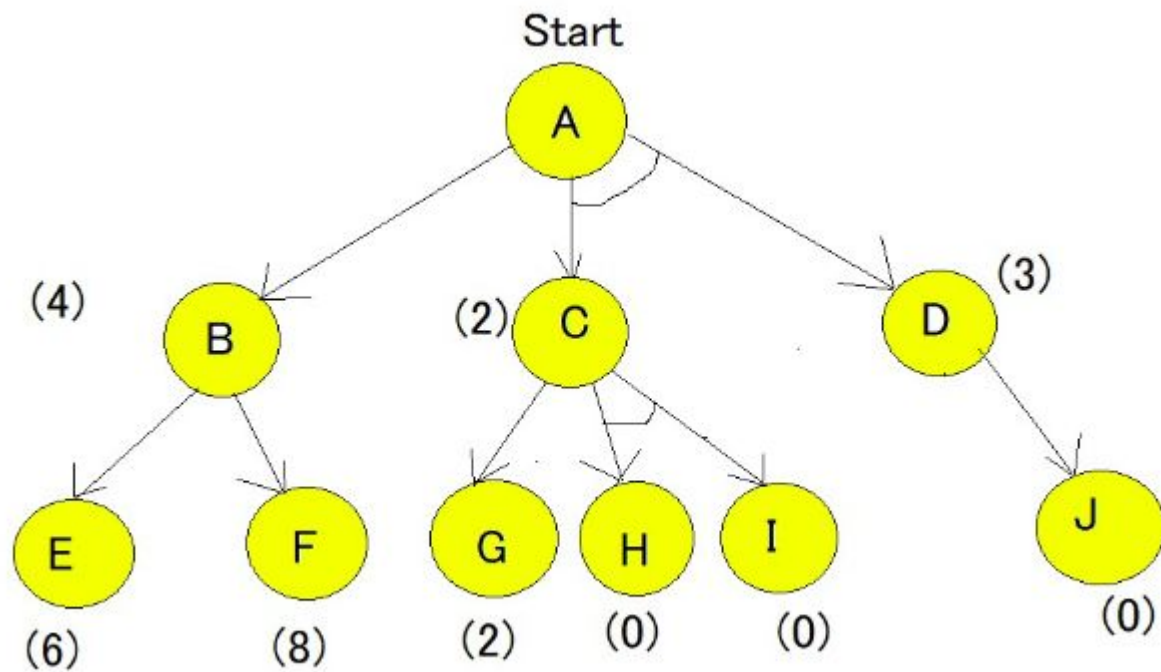 Start
A
(4)
B
(2)
C
D
(3)
E
F
G
H
I
J
(6)
(8)
(2)
(0)
(0)
(0)